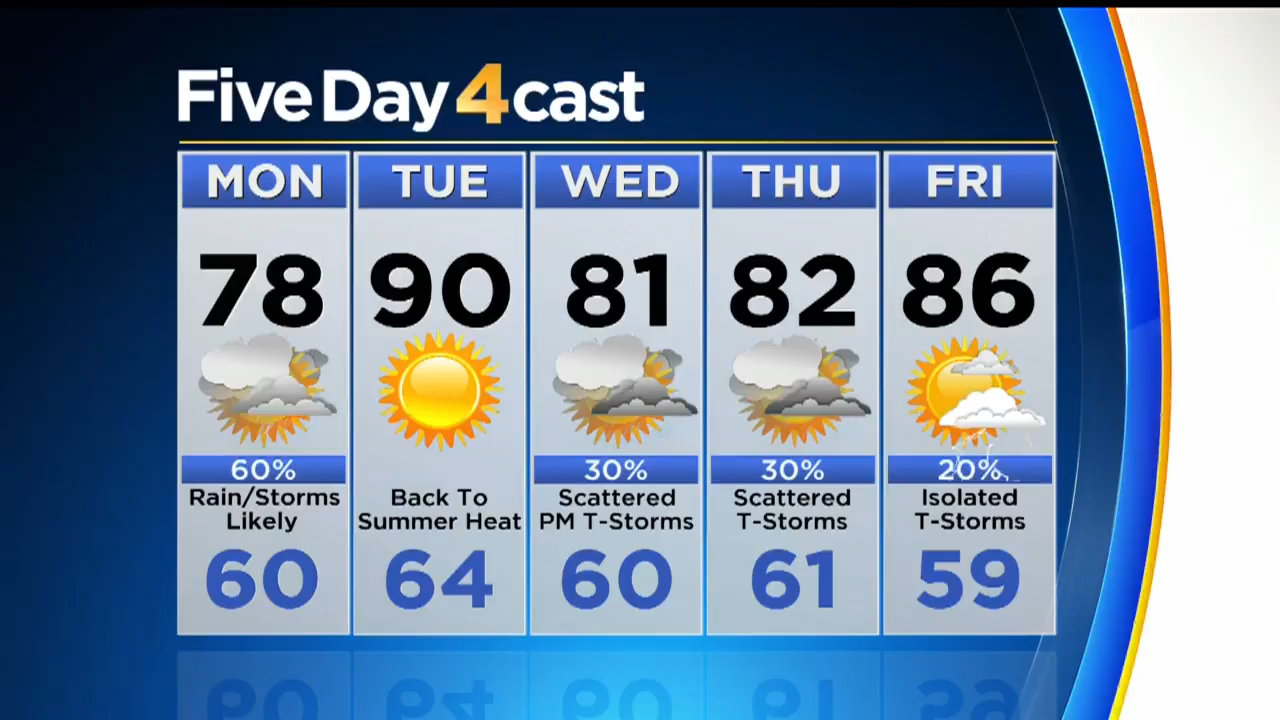 Five Day 4cast
MON TUE WED THU FRI
78 90 81 82 86
60% 30% 30% 20%
Rain/Storms Back To Scattered Scattered Isolated
Likely Summer Heat PM T-Storms T-Storms T-Storms
60 64 60 61 59